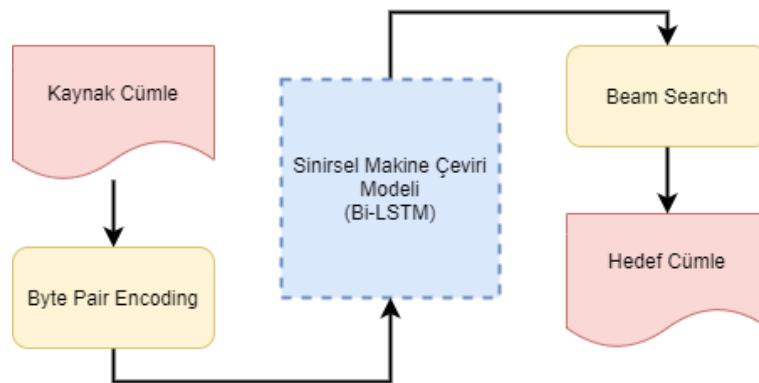 Kaynak Cümle
Byte Pair Encoding
Sinirsel Makine Çeviri
Modeli
(Bi-LSTM)
Beam Search
Hedef Cümle